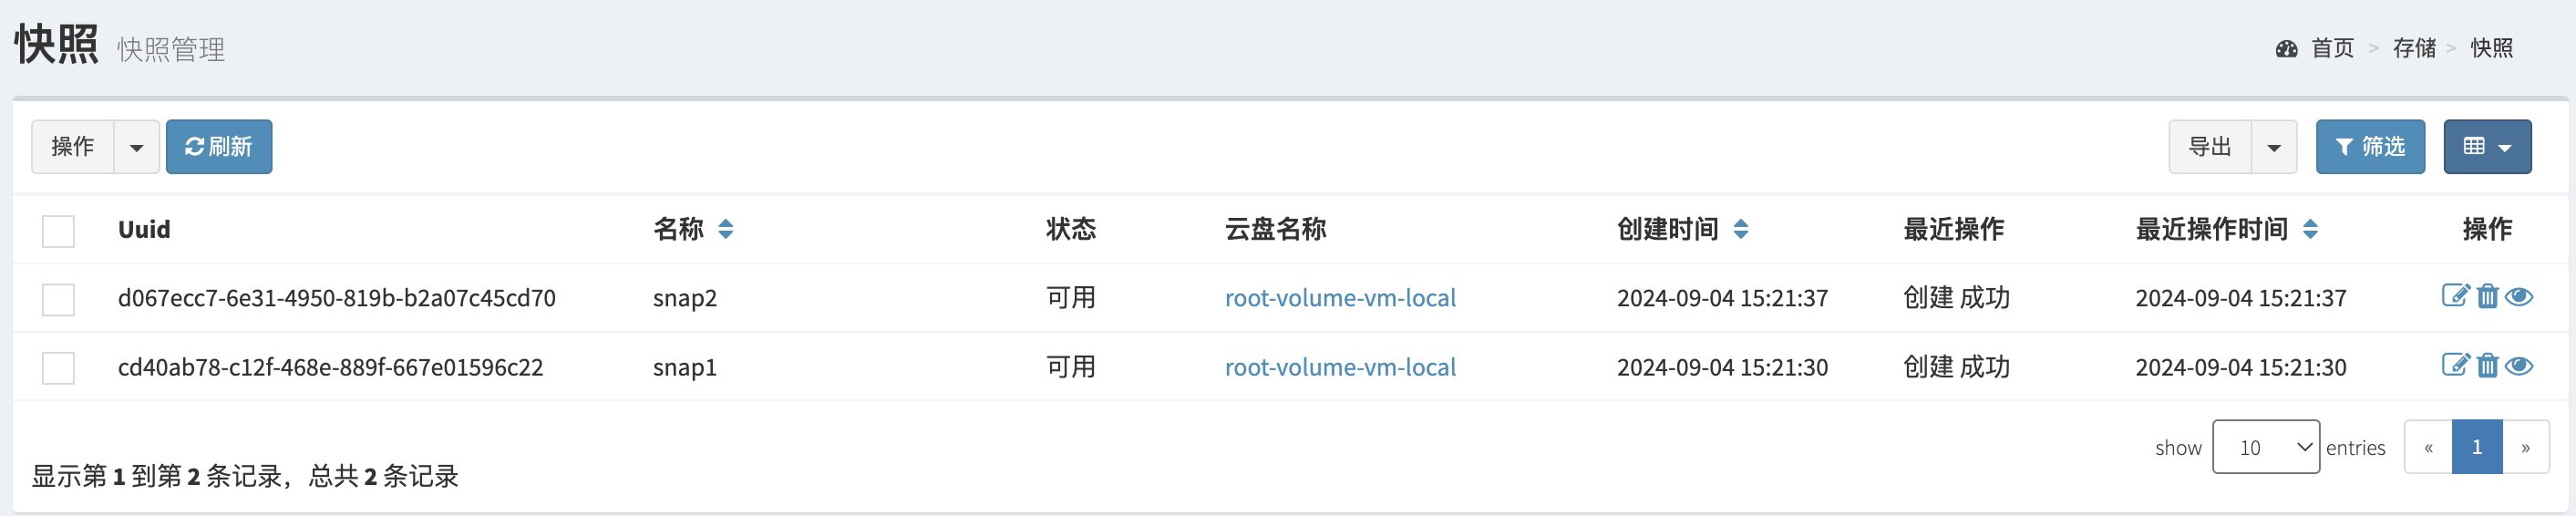 快照 快照管理
首页 > 存储 > 快照
操作 刷新 导出 筛选
Uuid 名称 状态 云盘名称 创建时间 最近操作 最近操作时间 操作
d067ecc7-6e31-4950-819b-b2a07c45cd70 snap2 可用 root-volume-vm-local 2024-09-04 15:21:37 创建 成功 2024-09-04 15:21:37
cd40ab78-c12f-468e-889f-667e01596c22 snap1 可用 root-volume-vm-local 2024-09-04 15:21:30 创建 成功 2024-09-04 15:21:30
show 10 entries « 1 »
显示第 1 到第 2 条记录，总共 2 条记录